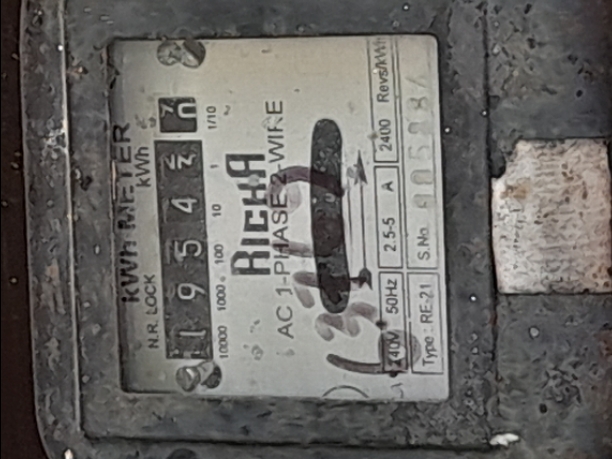 KWh METER
N.R. LOCK kWh
1 9 5 4
10000 1000 100 10 1 1/10
RICHA
AC 1-PHASE 2-WIRE
240V 50Hz 2.5-5 A 2400 Revs/kWh
Type : RE-21 S.No.